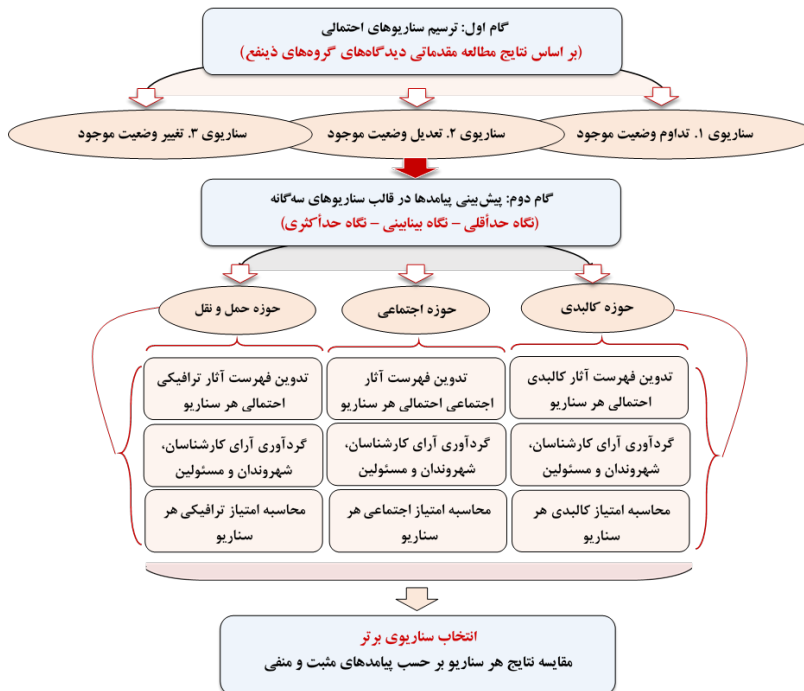 گام اول: ترسیم سناریوهای احتمالی
(بر اساس نتایج مطالعه مقدماتی دیدگاه‌های گروه‌های ذینفع)
سناریوی ۱. تداوم وضعیت موجود
سناریوی ۲. تعدیل وضعیت موجود
سناریوی ۳. تغییر وضعیت موجود
گام دوم: پیش‌بینی پیامدها در قالب سناریوهای سه‌گانه
(نگاه حدأقلی – نگاه بینابینی – نگاه حدأکثری)
حوزه کالبدی
حوزه اجتماعی
حوزه حمل و نقل
تدوین فهرست آثار کالبدی
احتمالی هر سناریو
تدوین فهرست آثار
اجتماعی احتمالی هر سناریو
تدوین فهرست آثار ترافیکی
احتمالی هر سناریو
گردآوری آرای کارشناسان،
شهروندان و مسئولین
گردآوری آرای کارشناسان،
شهروندان و مسئولین
گردآوری آرای کارشناسان،
شهروندان و مسئولین
محاسبه امتیاز کالبدی هر
سناریو
محاسبه امتیاز اجتماعی هر
سناریو
محاسبه امتیاز ترافیکی هر
سناریو
انتخاب سناریوی برتر
مقایسه نتایج هر سناریو بر حسب پیامدهای مثبت و منفی